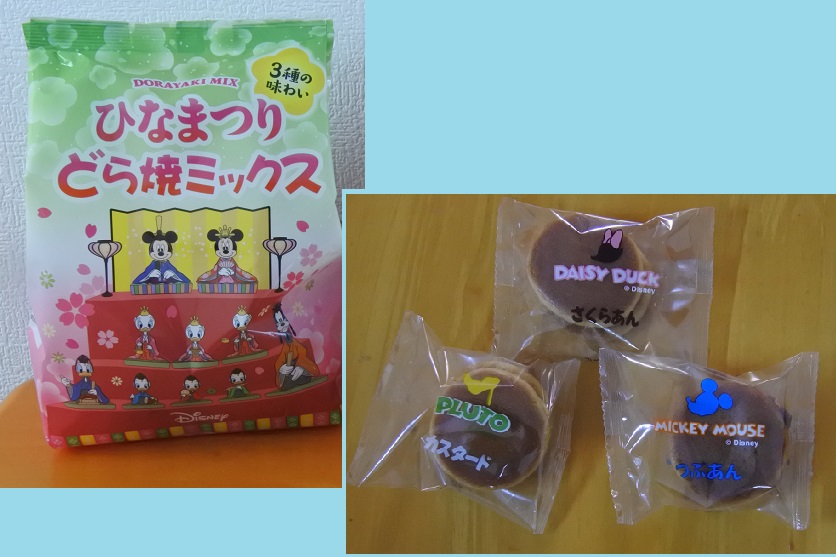 DORAYAKI MIX
3種の
味わい
ひなまつり
どら焼ミックス
Disney
DAISY DUCK
© Disney
さくらあん
PLUTO
カスタード
MICKEY MOUSE
© Disney
つぶあん